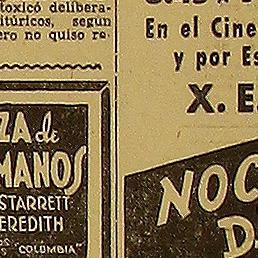 toxicó delibera-
itúricos, según
ero no quiso re-
ZA de
MANOS
STARRETT
EREDITH
"COLUMBIA"
En el Cine
y por Es
X. E.
NOC
D